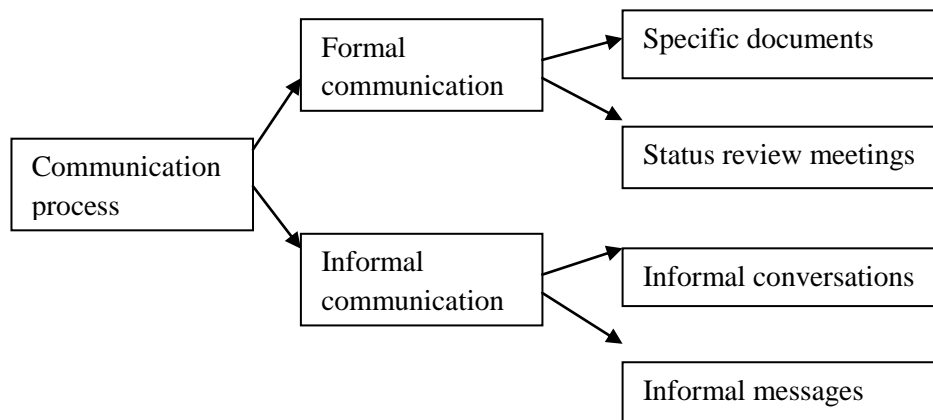 Communication
process
Formal
communication
Specific documents
Status review meetings
Informal
communication
Informal conversations
Informal messages